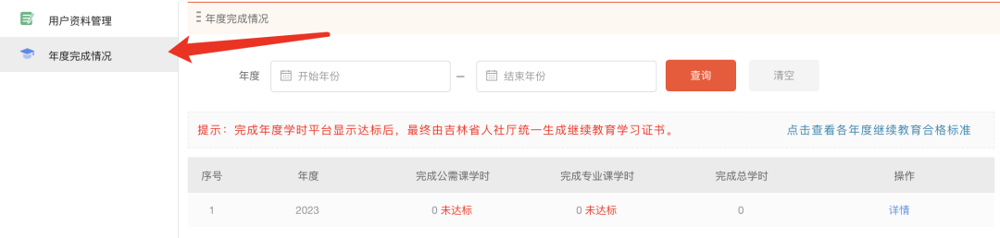 用户资料管理
年度完成情况
年度完成情况
年度 开始年份 — 结束年份 查询 清空
提示：完成年度学时平台显示达标后，最终由吉林省人社厅统一生成继续教育学习证书。 点击查看各年度继续教育合格标准
序号 年度 完成公需课学时 完成专业课学时 完成总学时 操作
1 2023 0 未达标 0 未达标 0 详情